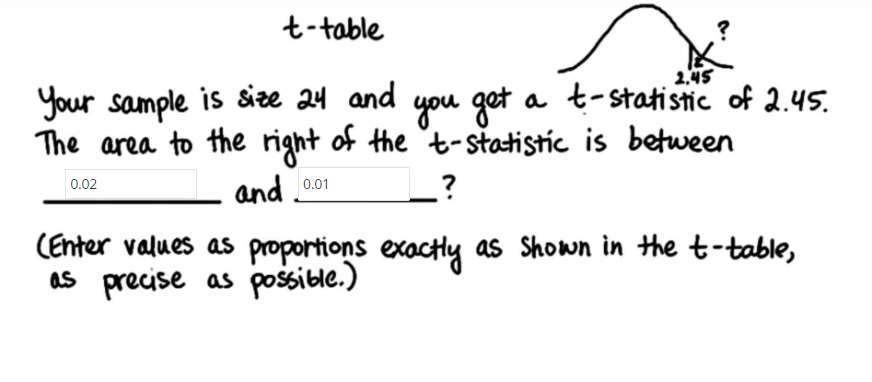 t-table
?
2.45
Your sample is size 24 and you get a t-statistic of 2.45.
The area to the right of the t-statistic is between
0.02 and 0.01 ?
(Enter values as proportions exactly as shown in the t-table,
as precise as possible.)